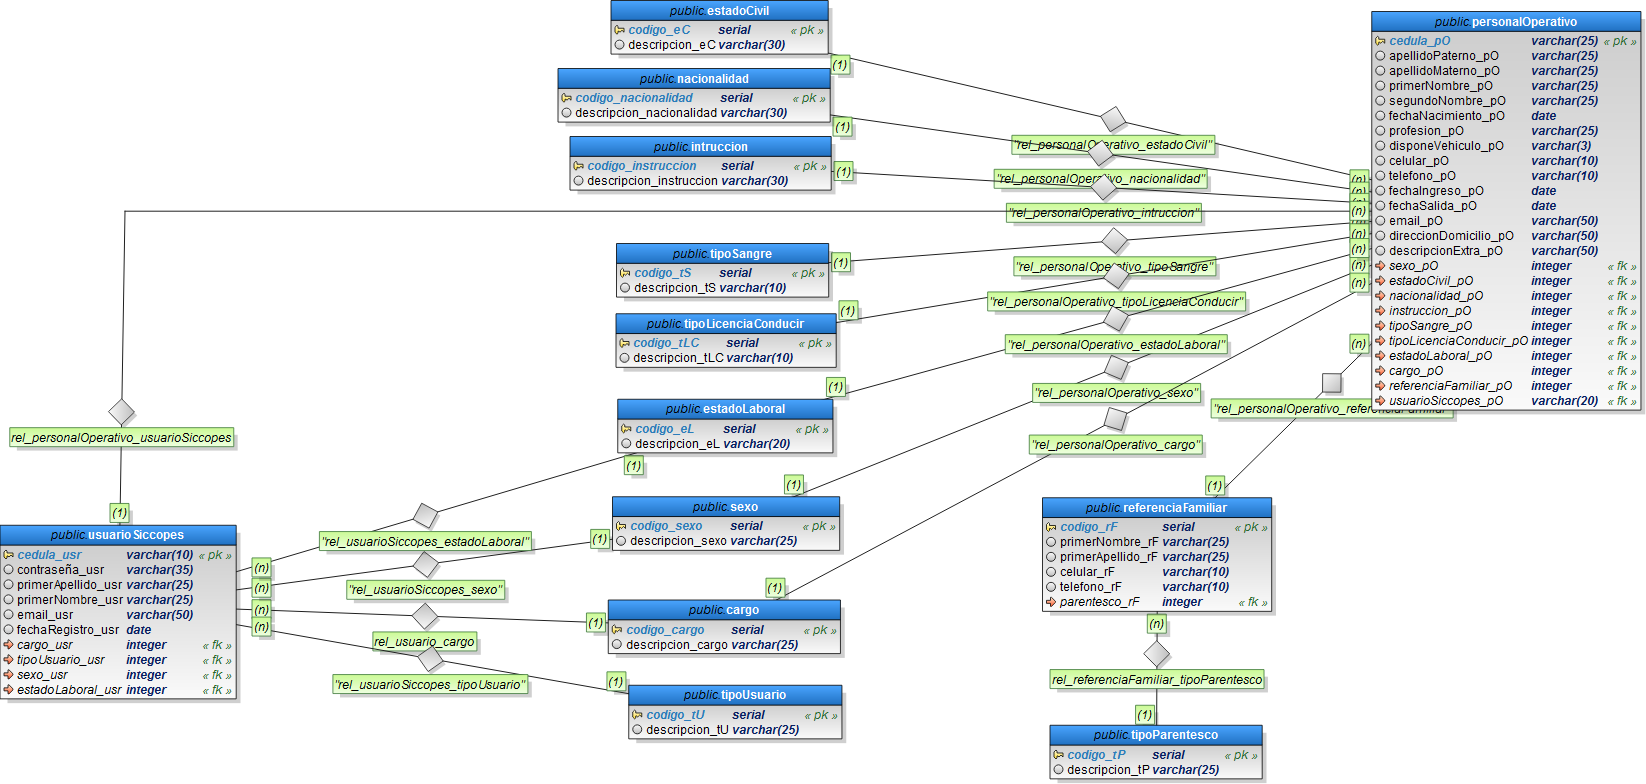 public.estadoCivil
codigo_eC serial « pk »
descripcion_eC varchar(30)
(1)
public.nacionalidad
codigo_nacionalidad serial « pk »
descripcion_nacionalidad varchar(30)
(1)
public.intruccion
codigo_instruccion serial « pk »
descripcion_instruccion varchar(30)
(1)
public.personalOperativo
cedula_pO varchar(25) « pk »
apellidoPaterno_pO varchar(25)
apellidoMaterno_pO varchar(25)
primerNombre_pO varchar(25)
segundoNombre_pO varchar(25)
fechaNacimiento_pO date
profesion_pO varchar(25)
disponeVehiculo_pO varchar(3)
celular_pO varchar(10)
telefono_pO varchar(10)
fechaIngreso_pO date
fechaSalida_pO date
email_pO varchar(50)
direccionDomicilio_pO varchar(50)
descripcionExtra_pO varchar(50)
sexo_pO integer « fk »
estadoCivil_pO integer « fk »
nacionalidad_pO integer « fk »
instruccion_pO integer « fk »
tipoSangre_pO integer « fk »
tipoLicenciaConducir_pO integer « fk »
estadoLaboral_pO integer « fk »
cargo_pO integer « fk »
referenciaFamiliar_pO integer « fk »
usuarioSiccopes_pO varchar(20) « fk »
"rel_personalOperativo_estadoCivil"
"rel_personalOperativo_nacionalidad"
"rel_personalOperativo_intruccion"
"rel_personalOperativo_tipoSangre"
"rel_personalOperativo_tipoLicenciaConducir"
"rel_personalOperativo_estadoLaboral"
"rel_personalOperativo_sexo"
"rel_personalOperativo_cargo"
"rel_personalOperativo_referenciaFamiliar"
(n)
(n)
(n)
(n)
(n)
(n)
(n)
(n)
(n)
public.tipoSangre
codigo_tS serial « pk »
descripcion_tS varchar(10)
(1)
public.tipoLicenciaConducir
codigo_tLC serial « pk »
descripcion_tLC varchar(10)
(1)
public.estadoLaboral
codigo_eL serial « pk »
descripcion_eL varchar(20)
(1)
(1)
public.sexo
codigo_sexo serial « pk »
descripcion_sexo varchar(25)
(1)
(1)
public.cargo
codigo_cargo serial « pk »
descripcion_cargo varchar(25)
(1)
(1)
public.tipoUsuario
codigo_tU serial « pk »
descripcion_tU varchar(25)
(1)
rel_personalOperativo_usuarioSiccopes
(1)
public.usuarioSiccopes
cedula_usr varchar(10) « pk »
contraseña_usr varchar(35)
primerApellido_usr varchar(25)
primerNombre_usr varchar(25)
email_usr varchar(50)
fechaRegistro_usr date
cargo_usr integer « fk »
tipoUsuario_usr integer « fk »
sexo_usr integer « fk »
estadoLaboral_usr integer « fk »
(n)
(n)
(n)
(n)
"rel_usuarioSiccopes_estadoLaboral"
"rel_usuarioSiccopes_sexo"
rel_usuario_cargo
"rel_usuarioSiccopes_tipoUsuario"
(1)
public.referenciaFamiliar
codigo_rF serial « pk »
primerNombre_rF varchar(25)
primerApellido_rF varchar(25)
celular_rF varchar(10)
telefono_rF varchar(10)
parentesco_rF integer « fk »
(n)
rel_referenciaFamiliar_tipoParentesco
(1)
public.tipoParentesco
codigo_tP serial « pk »
descripcion_tP varchar(25)